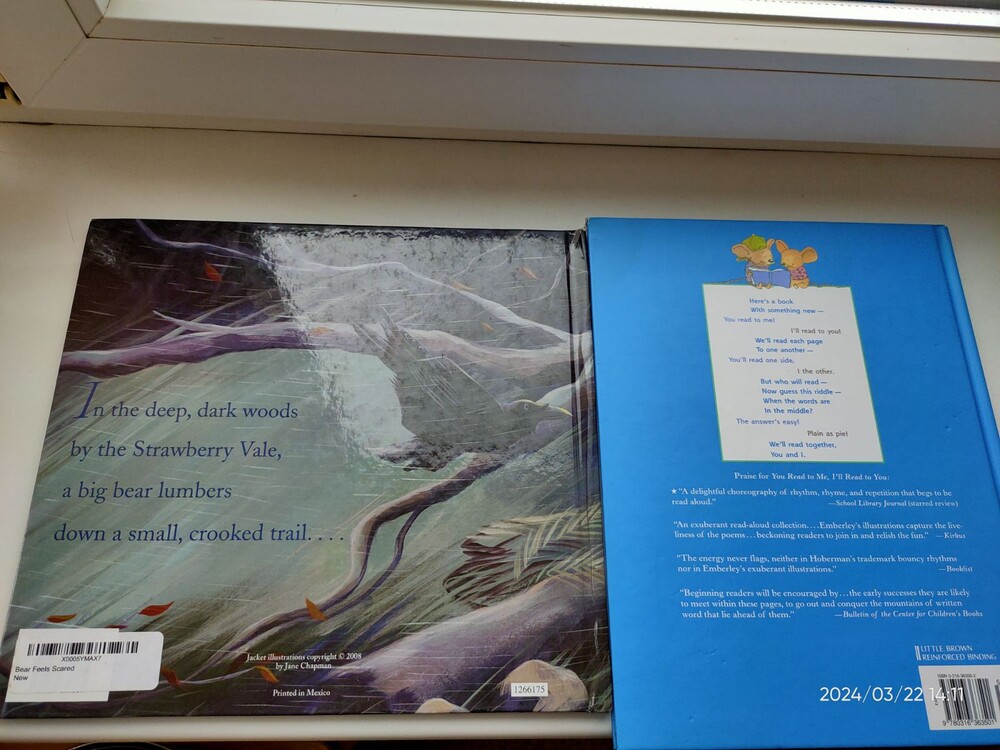 In the deep, dark woods
by the Strawberry Vale,
a big bear lumbers
down a small, crooked trail. . . .
X0005YMAX7
Bear Feels Scared
New
Jacket illustrations copyright © 2008
by Jane Chapman
Printed in Mexico
1266175
Here's a book
With something new —
You read to me!
I'll read to you!
We'll read each page
To one another —
You'll read one side,
I the other.
But who will read —
Now guess this riddle —
When the words are
In the middle?
The answer's easy!
Plain as pie!
We'll read together,
You and I.
Praise for You Read to Me, I'll Read to You:
★ "A delightful choreography of rhythm, rhyme, and repetition that begs to be
read aloud." —School Library Journal (starred review)
"An exuberant read-aloud collection. . . . Emberley's illustrations capture the live-
liness of the poems . . . beckoning readers to join in and relish the fun." —Kirkus
"The energy never flags, neither in Hoberman's trademark bouncy rhythms
nor in Emberley's exuberant illustrations." —Booklist
"Beginning readers will be encouraged by . . . the early successes they are likely
to meet within these pages, to go out and conquer the mountains of written
word that lie ahead of them." —Bulletin of the Center for Children's Books
LITTLE BROWN
REINFORCED BINDING
2024/03/22 14:11
9 780316 363501